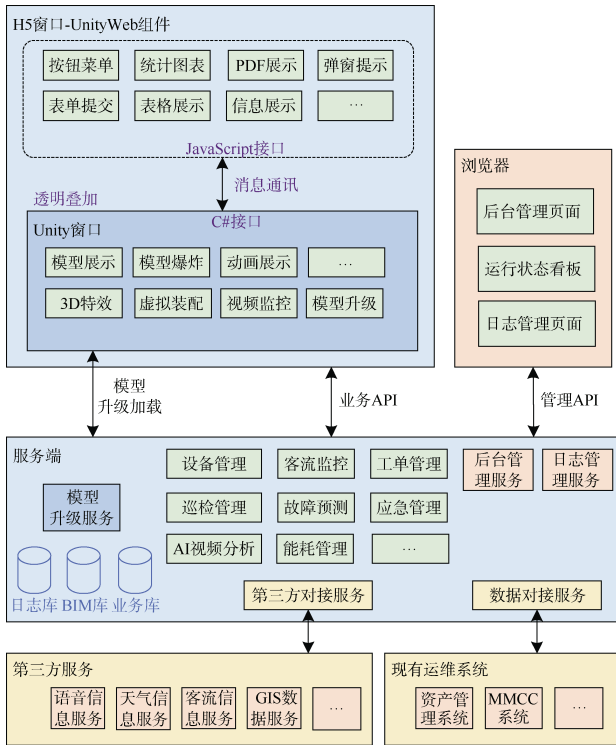 H5窗口-UnityWeb组件
按钮菜单 统计图表 PDF展示 弹窗提示
表单提交 表格展示 信息展示 …
JavaScript接口
消息通讯
透明叠加
C#接口
Unity窗口
模型展示 模型爆炸 动画展示 …
3D特效 虚拟装配 视频监控 模型升级
浏览器
后台管理页面
运行状态看板
日志管理页面
模型
升级加载
业务API
管理API
服务端
设备管理 客流监控 工单管理
巡检管理 故障预测 应急管理
AI视频分析 能耗管理 …
后台管
理服务
日志管
理服务
模型
升级服务
日志库 BIM库 业务库
第三方对接服务
数据对接服务
第三方服务
语音信
息服务
天气信
息服务
客流信
息服务
GIS数
据服务
…
现有运维系统
资产管
理系统
MMCC
系统
…